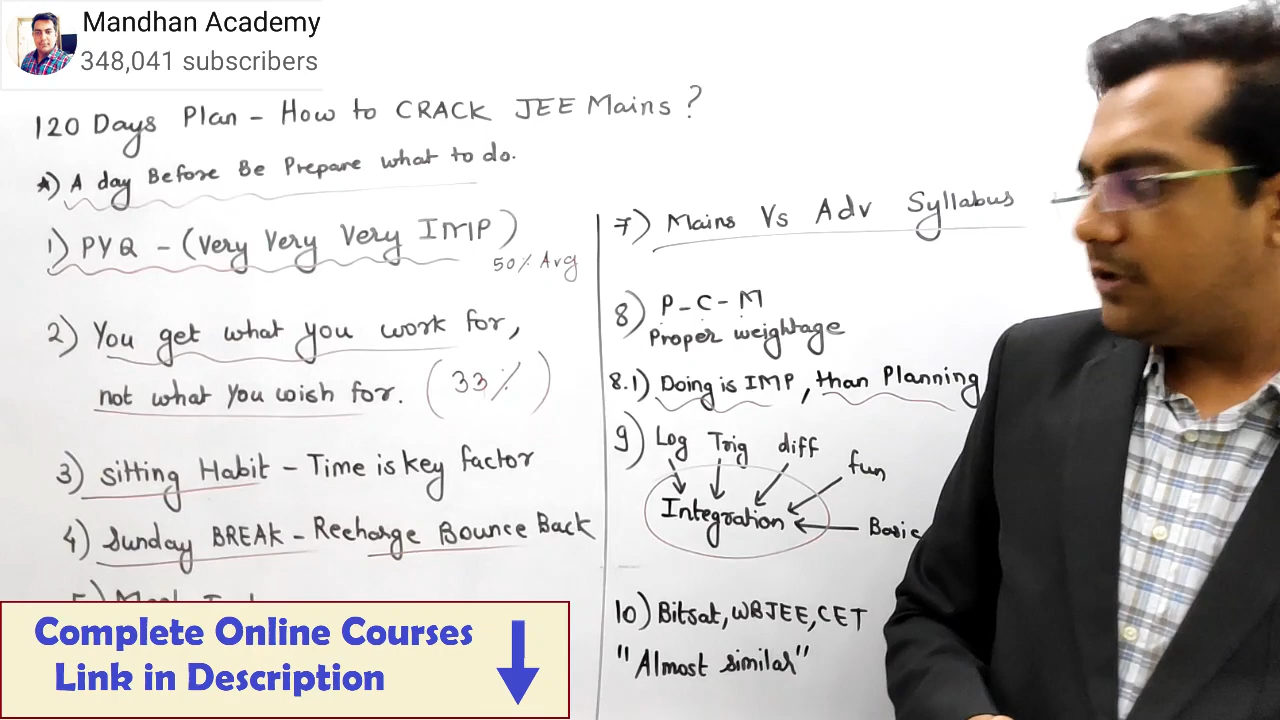 Mandhan Academy
348,041 subscribers
120 Days Plan - How to CRACK JEE Mains?
*) A day Before Be Prepare what to do.
1) PYQ - (Very Very Very IMP)
50% Avg
2) You get what you work for,
not what you wish for. (33%)
3) sitting Habit - Time is key factor
4) Sunday BREAK - Recharge Bounce Back
5)
7) Mains Vs Adv Syllabus
8) P-C-M
Proper weightage
8.1) Doing is IMP, than Planning
9) Log Trig diff fun
Integration Basic
10) Bitsat, WBJEE, CET
"Almost similar"
Complete Online Courses
Link in Description